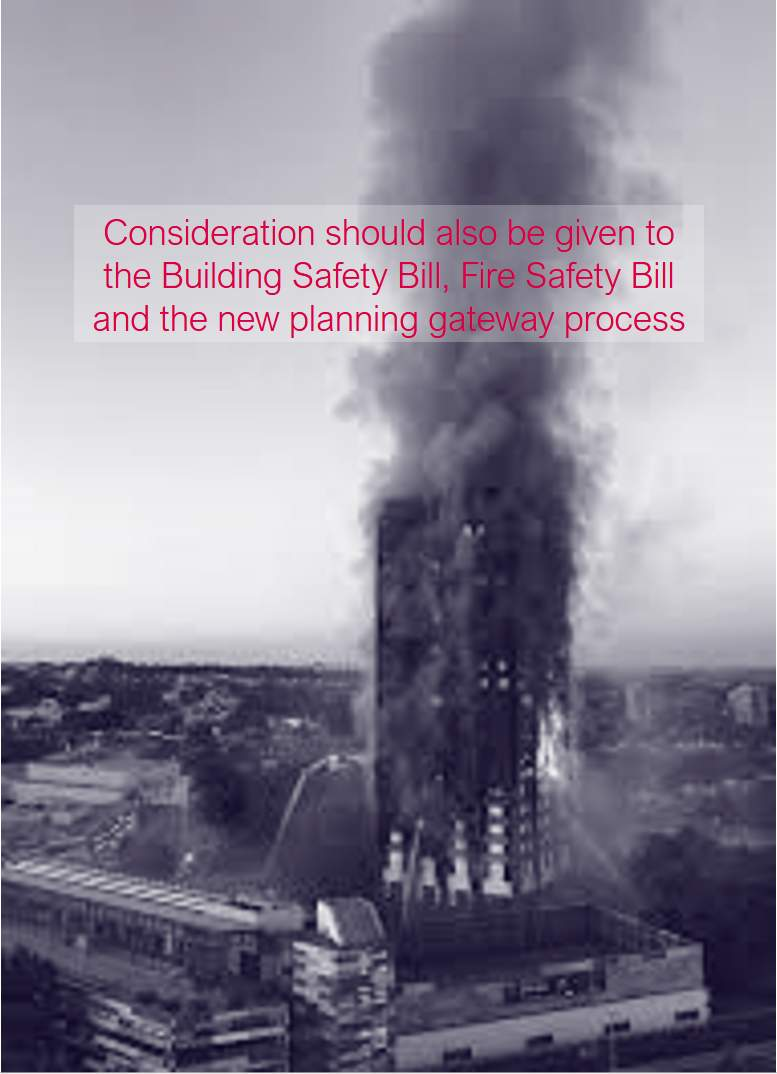 Consideration should also be given to
the Building Safety Bill, Fire Safety Bill
and the new planning gateway process